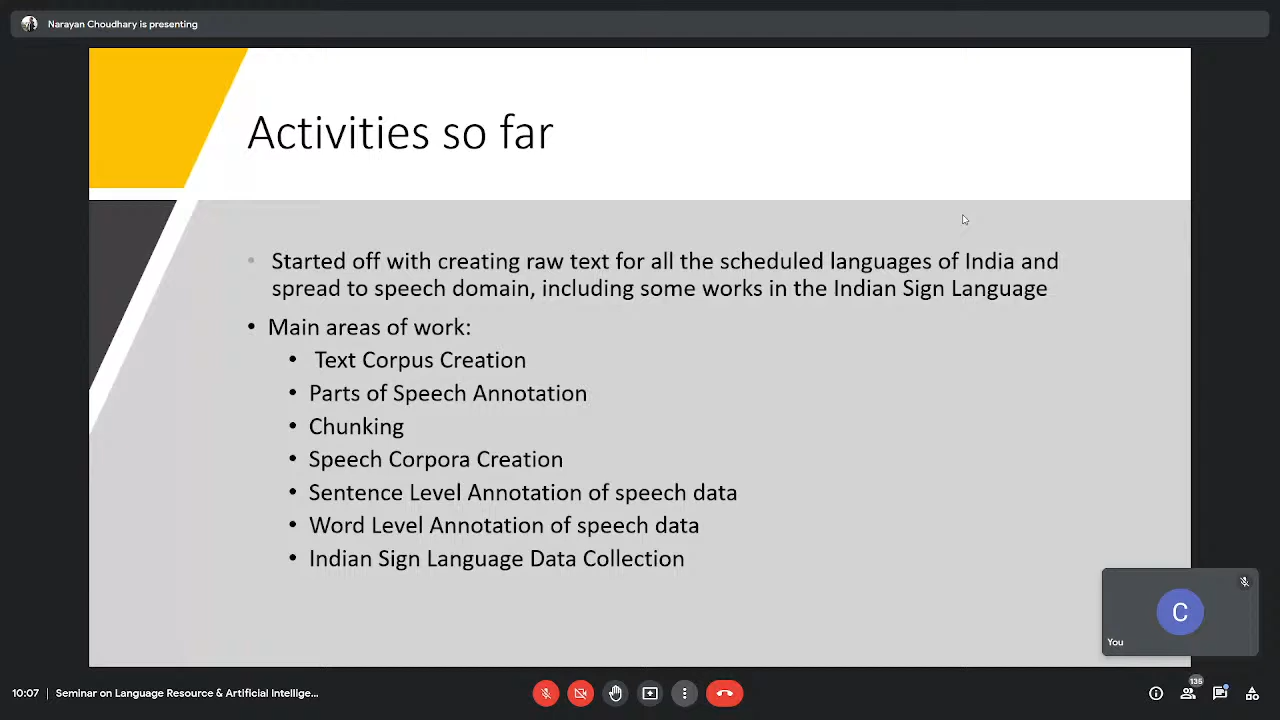 Narayan Choudhary is presenting
Activities so far
• Started off with creating raw text for all the scheduled languages of India and
spread to speech domain, including some works in the Indian Sign Language
• Main areas of work:
• Text Corpus Creation
• Parts of Speech Annotation
• Chunking
• Speech Corpora Creation
• Sentence Level Annotation of speech data
• Word Level Annotation of speech data
• Indian Sign Language Data Collection
C
You
10:07 | Seminar on Language Resource & Artificial Intellige...
135